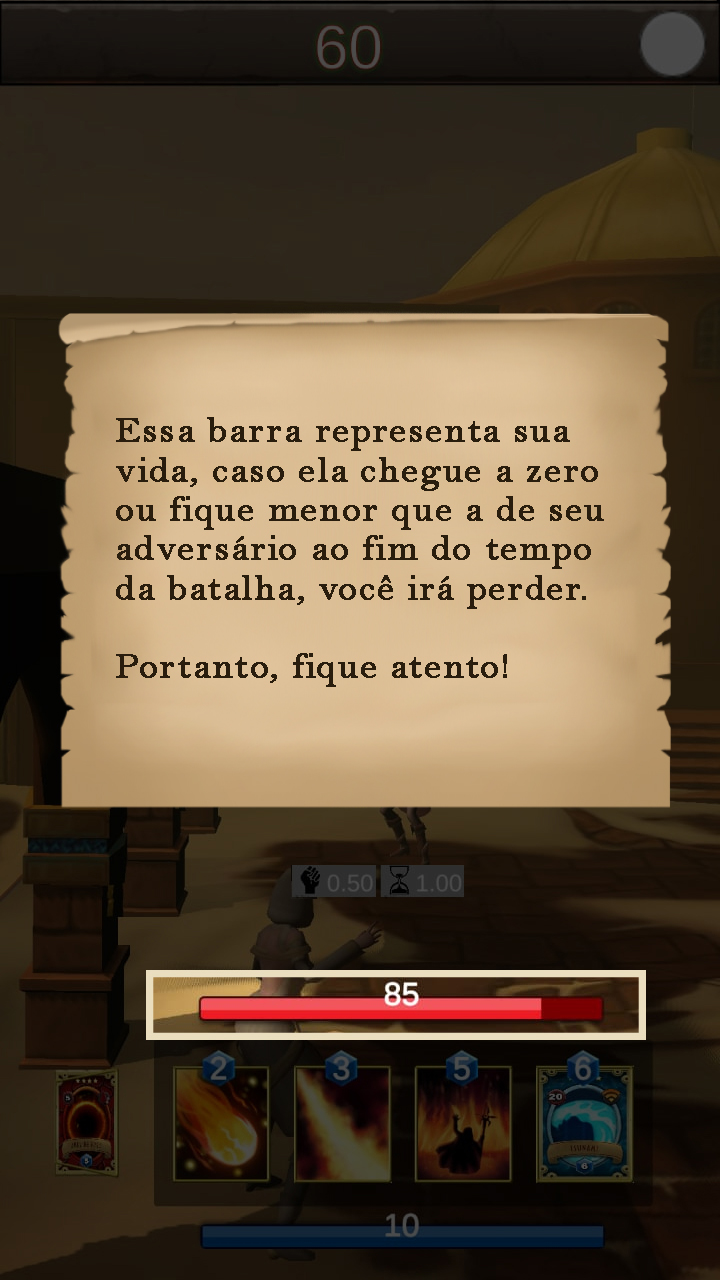 60
Essa barra representa sua
vida, caso ela chegue a zero
ou fique menor que a de seu
adversário ao fim do tempo
da batalha, você irá perder.
Portanto, fique atento!
0.50 1.00
85
2 3 5 6
20
6
10